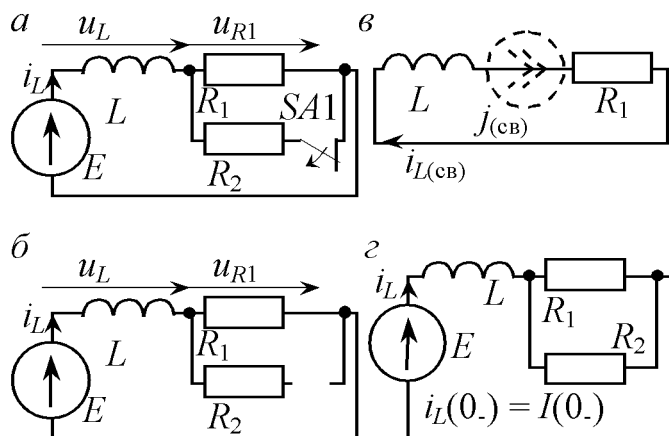 а
u_L u_R1
i_L
L R_1 SA1
R_2
E
в
L R_1
j_(св)
i_L(св)
б
u_L u_R1
i_L
L R_1
R_2
E
г
i_L L R_1
E R_2
i_L(0_-) = I(0_-)